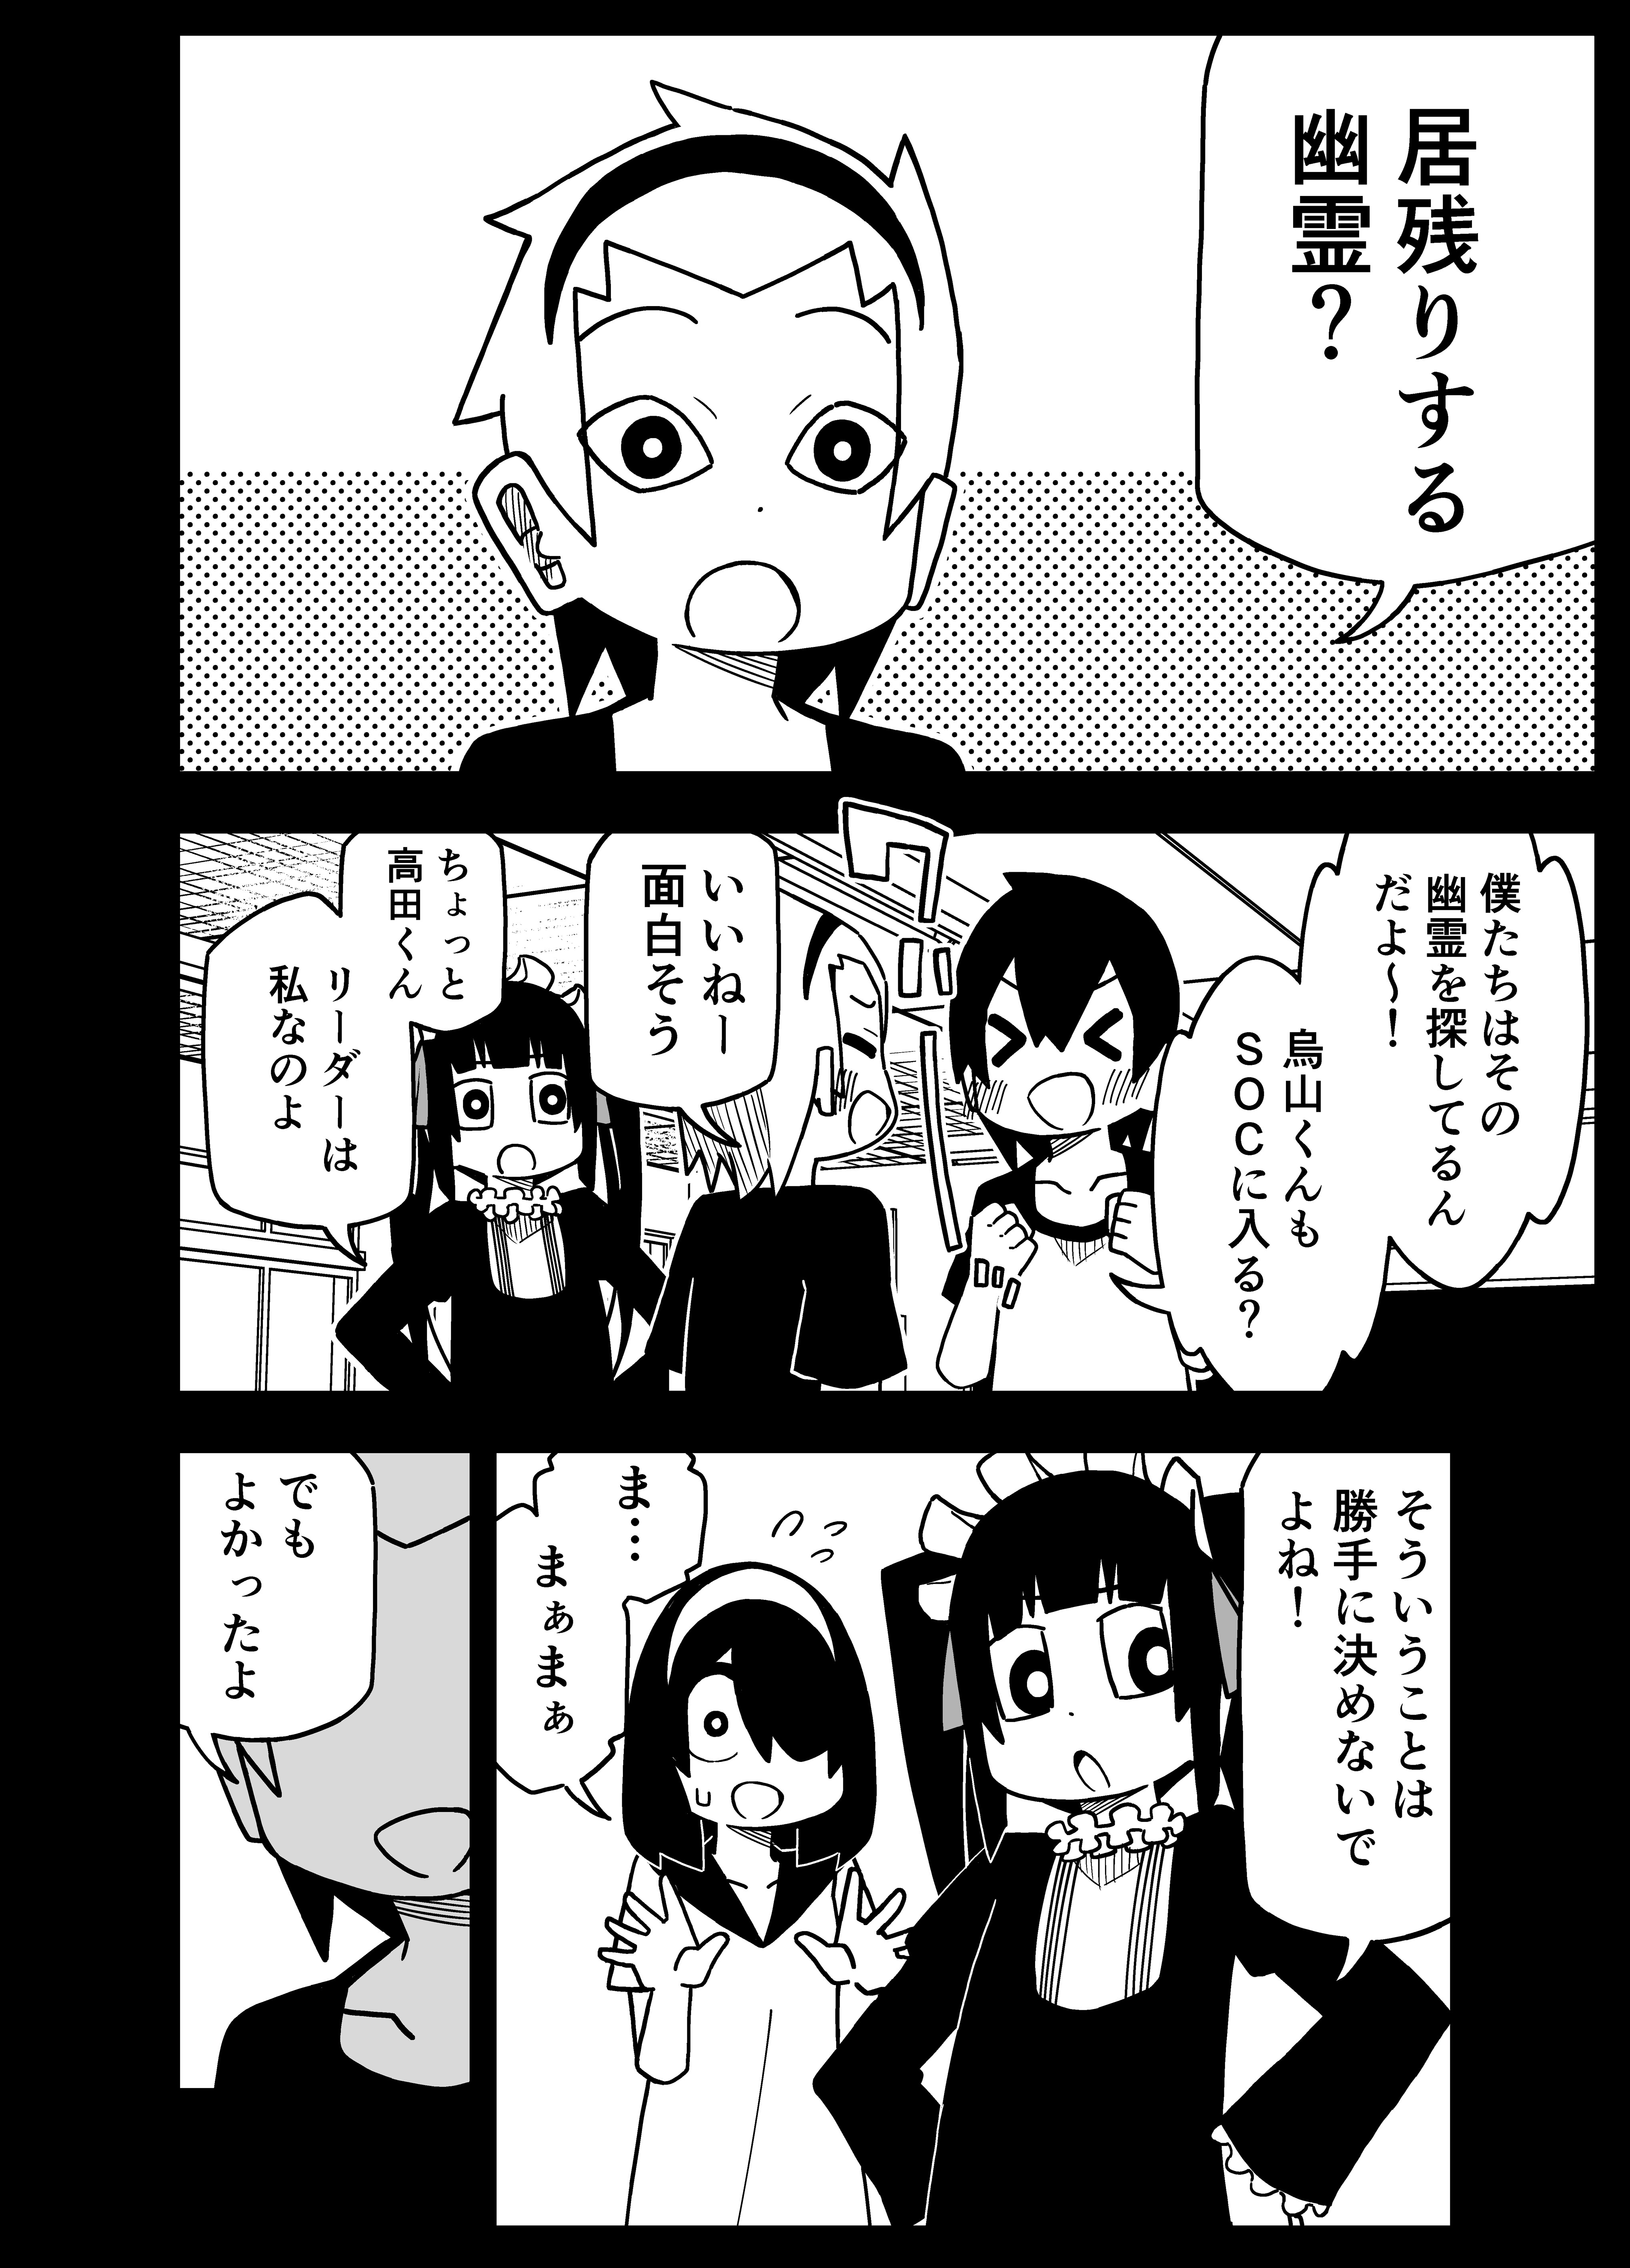 居残りする
幽霊？
僕たちはその
幽霊を探してるん
だよ～！
烏山くんも
ＳＯＣに入る？
いいねー
面白そう
ちょっと
高田くん
リーダーは
私なのよ
そういうことは
勝手に決めないで
よね！
ま…
まぁまぁ
でも
よかったよ